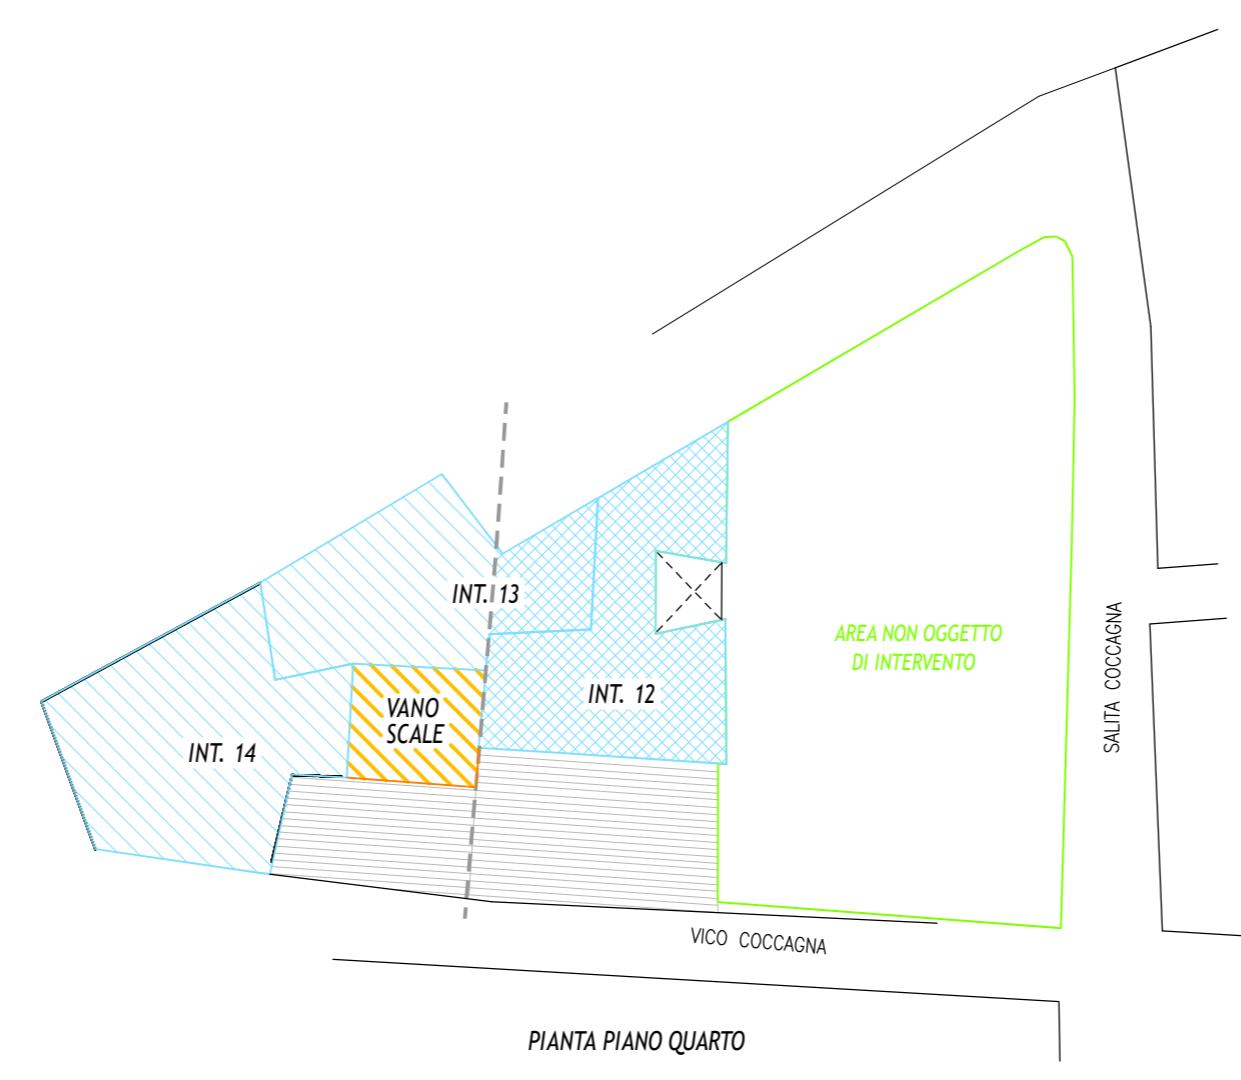 INT. 13
AREA NON OGGETTO
DI INTERVENTO
SALITA COCCAGNA
INT. 12
VANO
SCALE
INT. 14
VICO COCCAGNA
PIANTA PIANO QUARTO